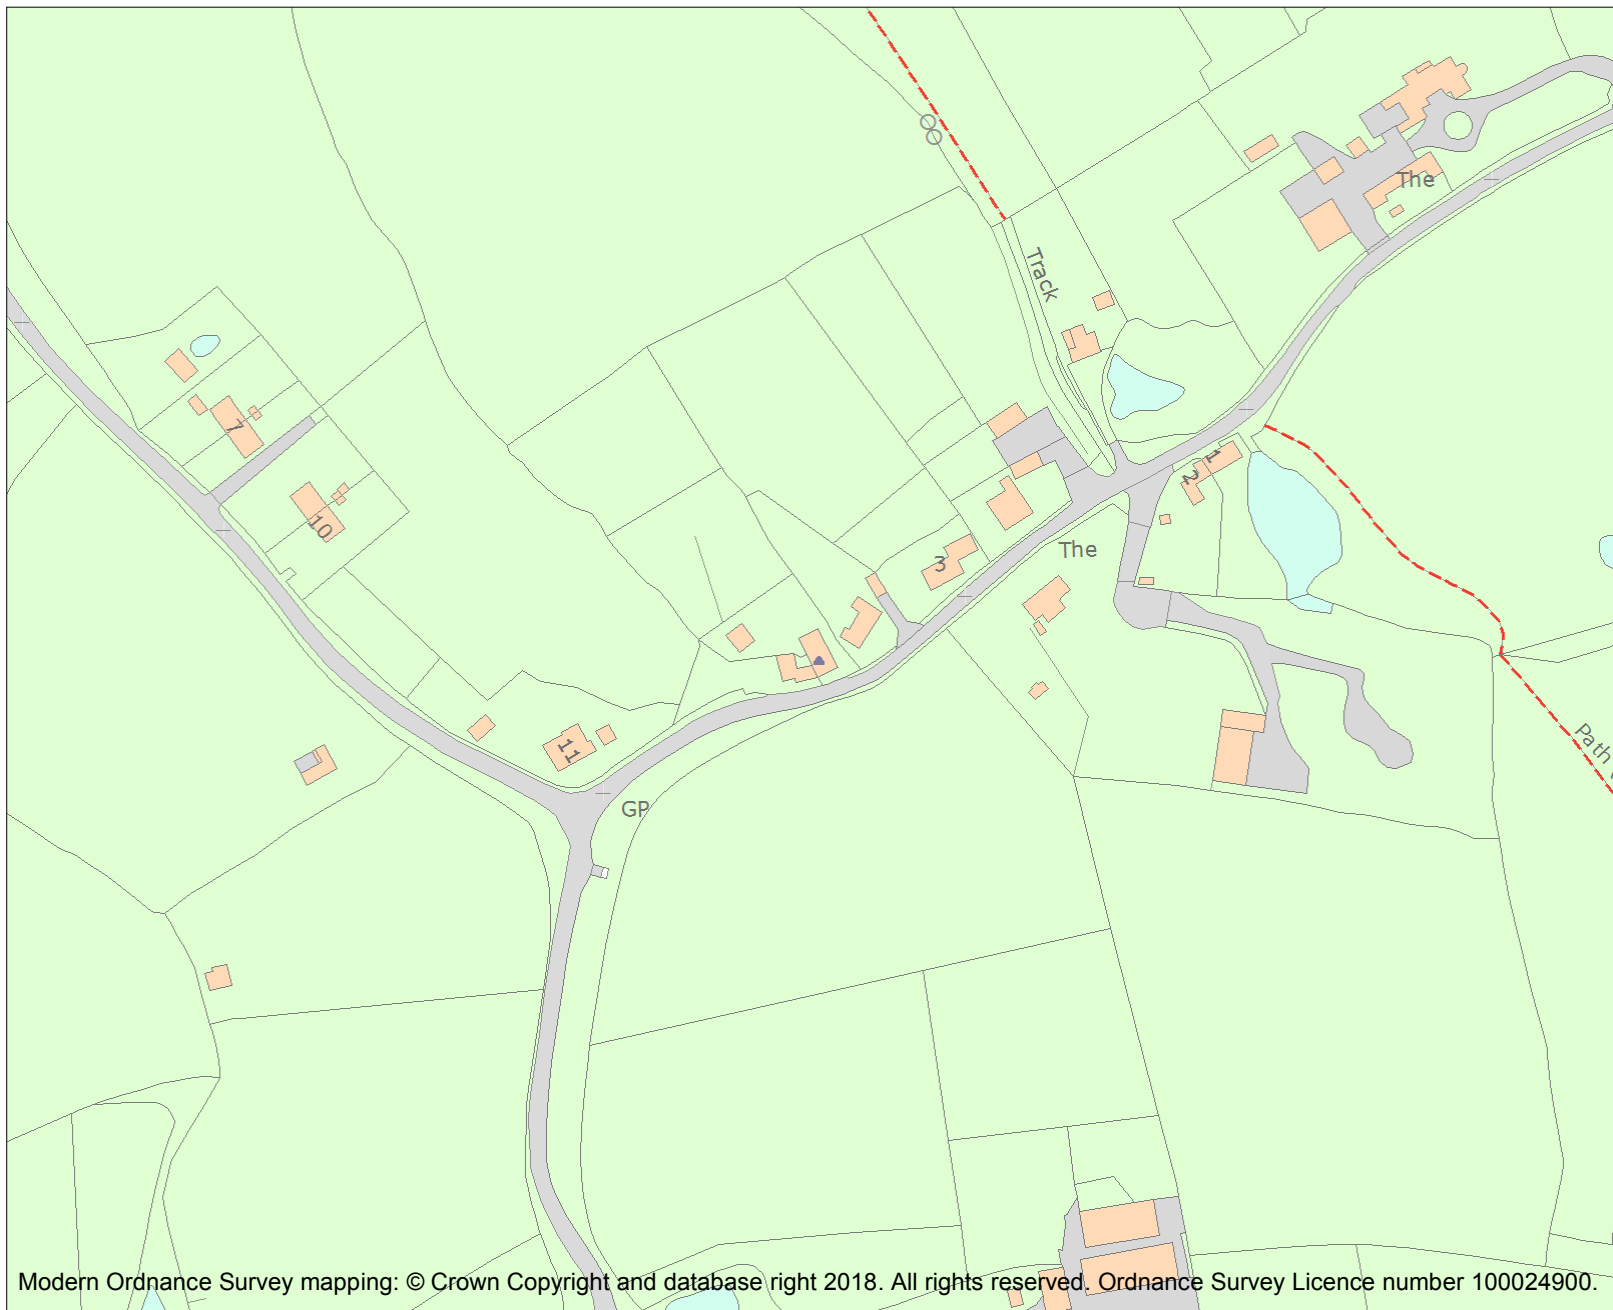 The
Track
7
1
2
10
The
3
Path
11
GP
Modern Ordnance Survey mapping: © Crown Copyright and database right 2018. All rights reserved. Ordnance Survey Licence number 100024900.